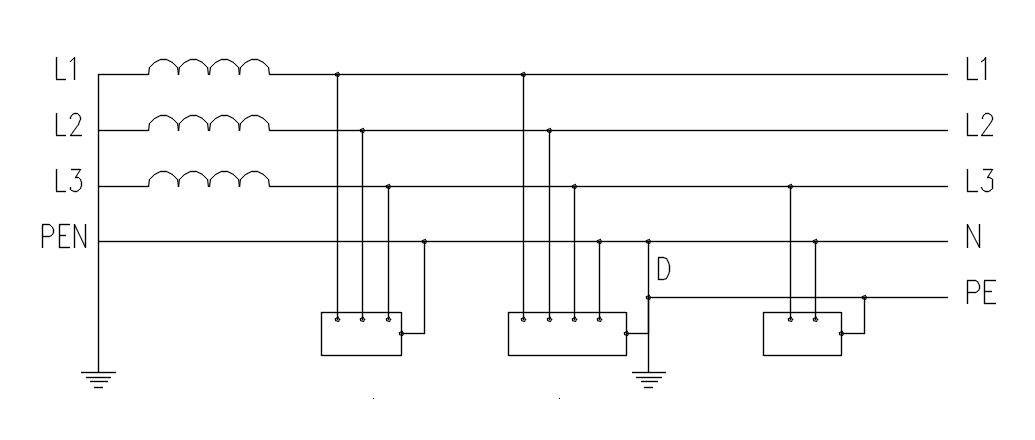 L1 L1
L2 L2
L3 L3
PEN N
D
PE